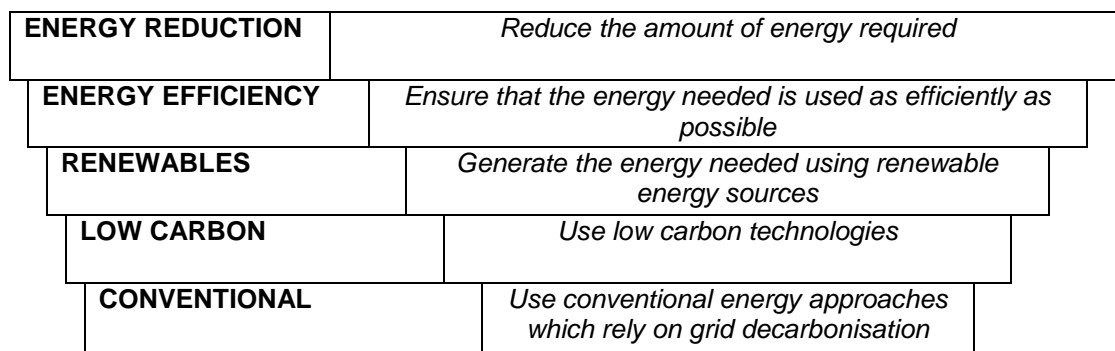 ENERGY REDUCTION
Reduce the amount of energy required
ENERGY EFFICIENCY
Ensure that the energy needed is used as efficiently as
possible
RENEWABLES
Generate the energy needed using renewable
energy sources
LOW CARBON
Use low carbon technologies
CONVENTIONAL
Use conventional energy approaches
which rely on grid decarbonisation